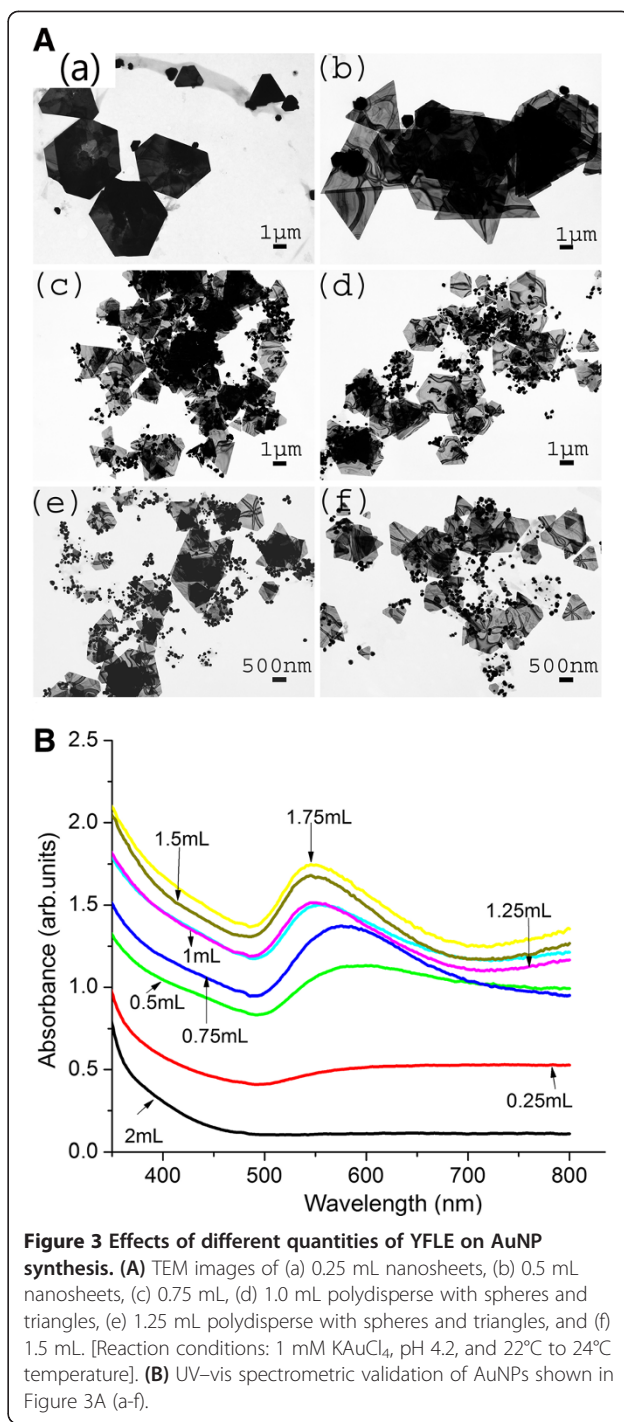 A
(a)
1μm
(b)
1μm
(c)
1μm
(d)
1μm
(e)
500nm
(f)
500nm
B
2.5
2.0
1.5
1.0
0.5
0.0
Absorbance (arb.units)
400
500
600
700
800
Wavelength (nm)
1.5mL
1.75mL
1.25mL
1mL
0.5mL
0.75mL
0.25mL
2mL
Figure 3 Effects of different quantities of YFLE on AuNP
synthesis. (A) TEM images of (a) 0.25 mL nanosheets, (b) 0.5 mL
nanosheets, (c) 0.75 mL, (d) 1.0 mL polydisperse with spheres and
triangles, (e) 1.25 mL polydisperse with spheres and triangles, and (f)
1.5 mL. [Reaction conditions: 1 mM KAuCl₄, pH 4.2, and 22°C to 24°C
temperature]. (B) UV–vis spectrometric validation of AuNPs shown in
Figure 3A (a-f).